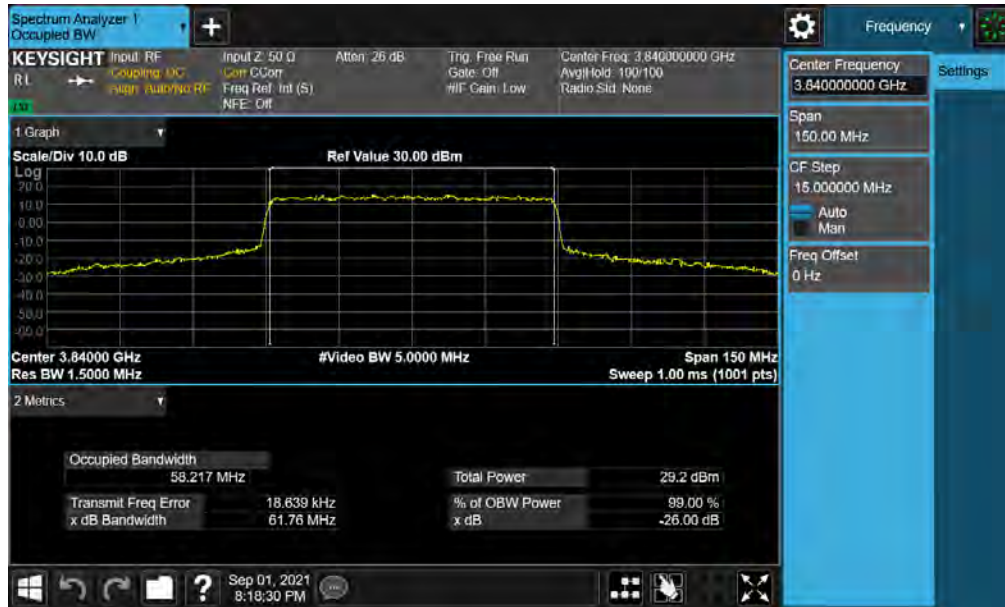 Spectrum Analyzer 1
Occupied BW
+
Frequency
KEYSIGHT Input: RF Input Z: 50 Ω Atten: 26 dB Trig: Free Run Center Freq: 3.840000000 GHz
R L Coupling: DC Corr CCorr Gate: Off Avg|Hold: 100/100
Align: Auto/No RF Freq Ref: Int (S) #IF Gain: Low Radio Std: None
NFE: Off
Center Frequency
3.840000000 GHz
Settings
Span
150.00 MHz
CF Step
15.000000 MHz
Auto
Man
Freq Offset
0 Hz
1 Graph
Scale/Div 10.0 dB Ref Value 30.00 dBm
Log
20.0
10.0
0.00
-10.0
-20.0
-30.0
-40.0
-50.0
-60.0
Center 3.84000 GHz #Video BW 5.0000 MHz Span 150 MHz
Res BW 1.5000 MHz Sweep 1.00 ms (1001 pts)
2 Metrics
Occupied Bandwidth
58.217 MHz Total Power 29.2 dBm
Transmit Freq Error 18.639 kHz % of OBW Power 99.00 %
x dB Bandwidth 61.76 MHz x dB -26.00 dB
?
Sep 01, 2021
8:18:30 PM